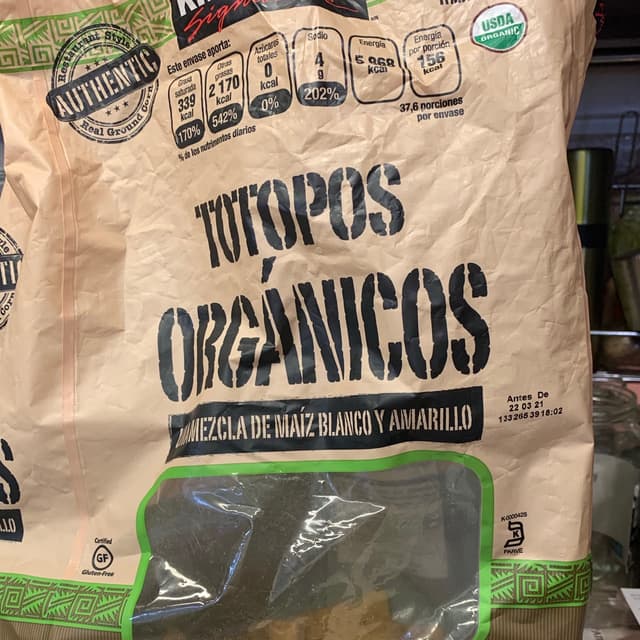 Signature
USDA
ORGANIC
Restaurant Style
AUTHENTIC
Real Ground Corn
Este envase aporta:
Grasa saturada
339 kcal
170%
Otras grasas
2 170 kcal
542%
Azúcares totales
0 kcal
0%
Sodio
4 g
202%
Energía
5 868 kcal
Energía por porción
156 kcal
% de los nutrimentos diarios
37,6 porciones
por envase
TOTOPOS
ORGÁNICOS
MEZCLA DE MAÍZ BLANCO Y AMARILLO
Antes De
22 03 21
18:02
K-000042S
K
PARVE
Certified
GF
Gluten-Free